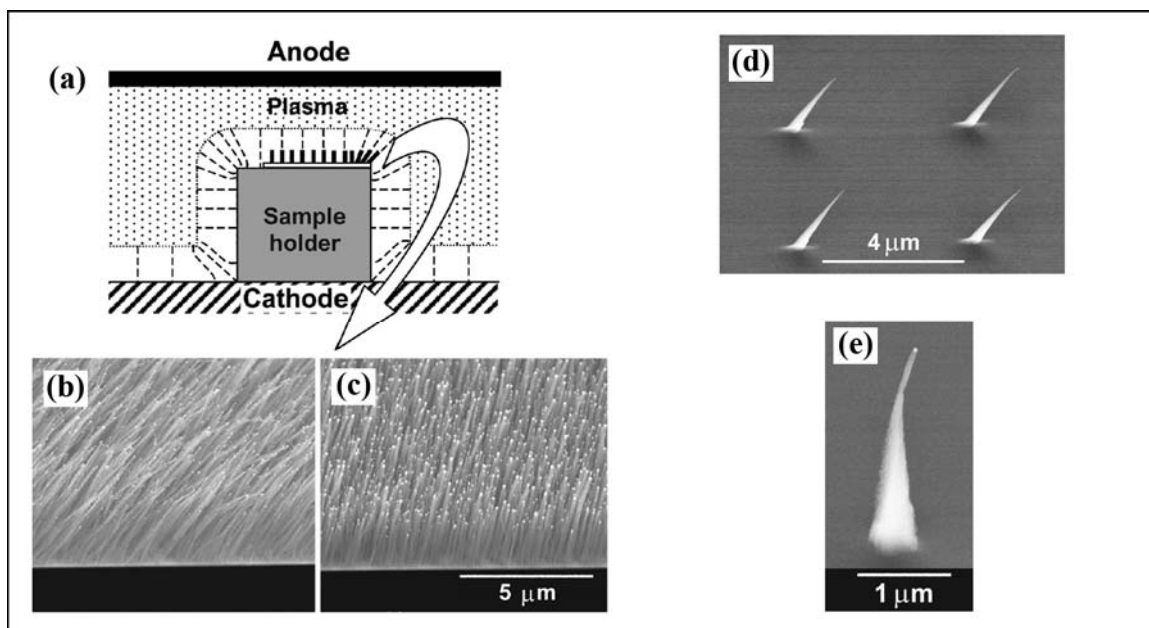 (a)
Anode
Plasma
Sample
holder
Cathode
(b)
(c)
5 μm
(d)
4 μm
(e)
1 μm